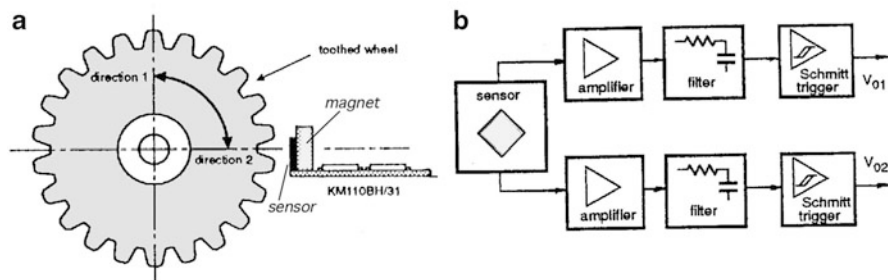 a
toothed wheel
direction 1
magnet
direction 2
sensor
KM110BH/31
b
sensor
amplifier
filter
Schmitt
trigger
V01
amplifier
filter
Schmitt
trigger
V02